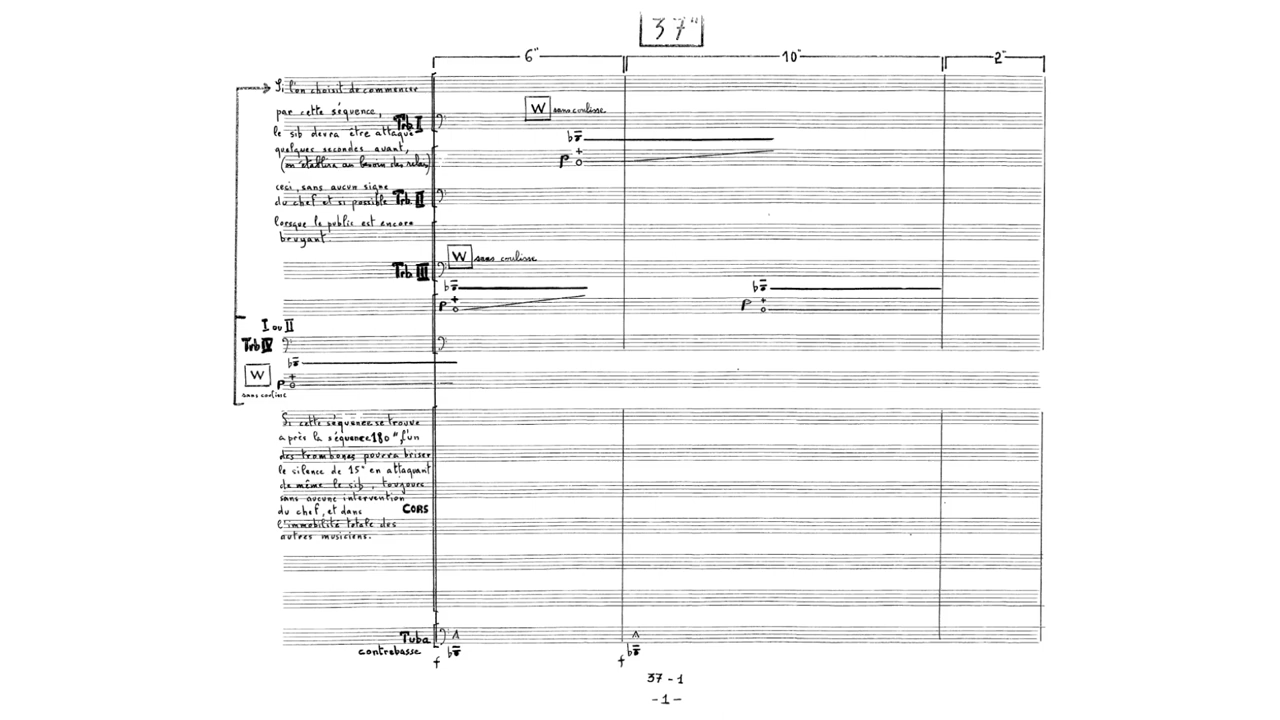 37"
6" 10" 2"
Si l'on choisit de commencer
par cette séquence,
le sib devra être attaqué
quelques secondes avant,
(on établira au besoin des relais)
ceci, sans aucun signe
du chef et si possible
lorsque le public est encore
bruyant.
Trb. I
W sans coulisse
p
Trb. II
Trb. III
W sans coulisse
p p
I ou II
Trb IV
W p
sans coulisse
Si cette séquence se trouve
après la séquence 180" l'un
des trombones pourra briser
le silence de 15" en attaquant
de même le sib, toujours
sans aucune intervention
du chef, et dans
l'immobilité totale des
autres musiciens.
CORS
Tuba
contrebasse
f f
37 - 1
- 1 -